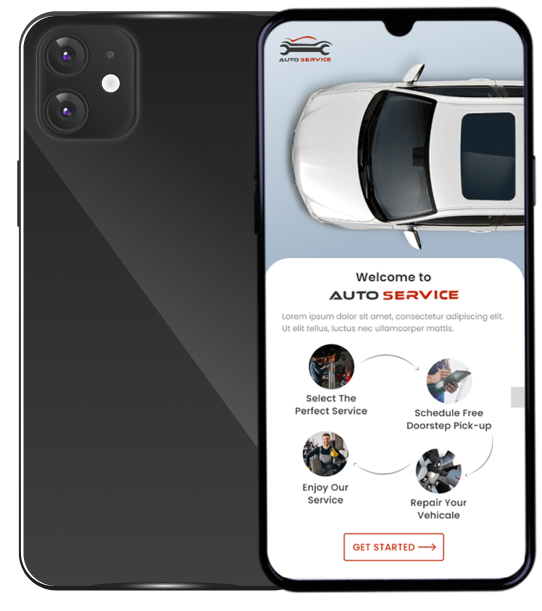 AUTO SERVICE
Welcome to
AUTO SERVICE
Lorem ipsum dolor sit amet, consectetur adipiscing elit.
Ut elit tellus, luctus nec ullamcorper mattis.
Select The
Perfect Service
Schedule Free
Doorstep Pick-up
Enjoy Our
Service
Repair Your
Vehicale
GET STARTED